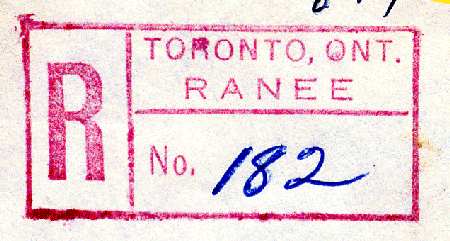 R
TORONTO, ONT.
RANEE
No. 182